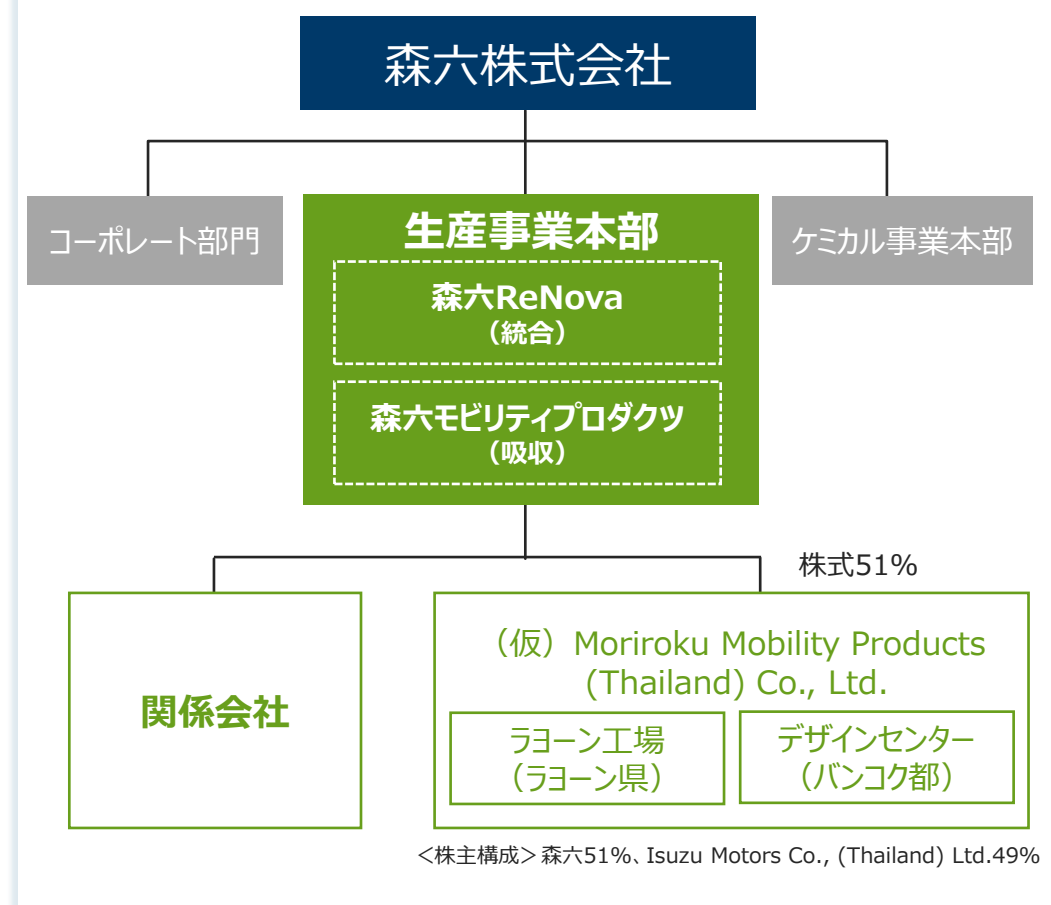 森六株式会社
コーポレート部門
生産事業本部
ケミカル事業本部
森六ReNova
（統合）
森六モビリティプロダクツ
（吸収）
株式51%
関係会社
（仮）Moriroku Mobility Products
(Thailand) Co., Ltd.
ラヨーン工場
（ラヨーン県）
デザインセンター
（バンコク都）
＜株主構成＞森六51%、Isuzu Motors Co., (Thailand) Ltd.49%